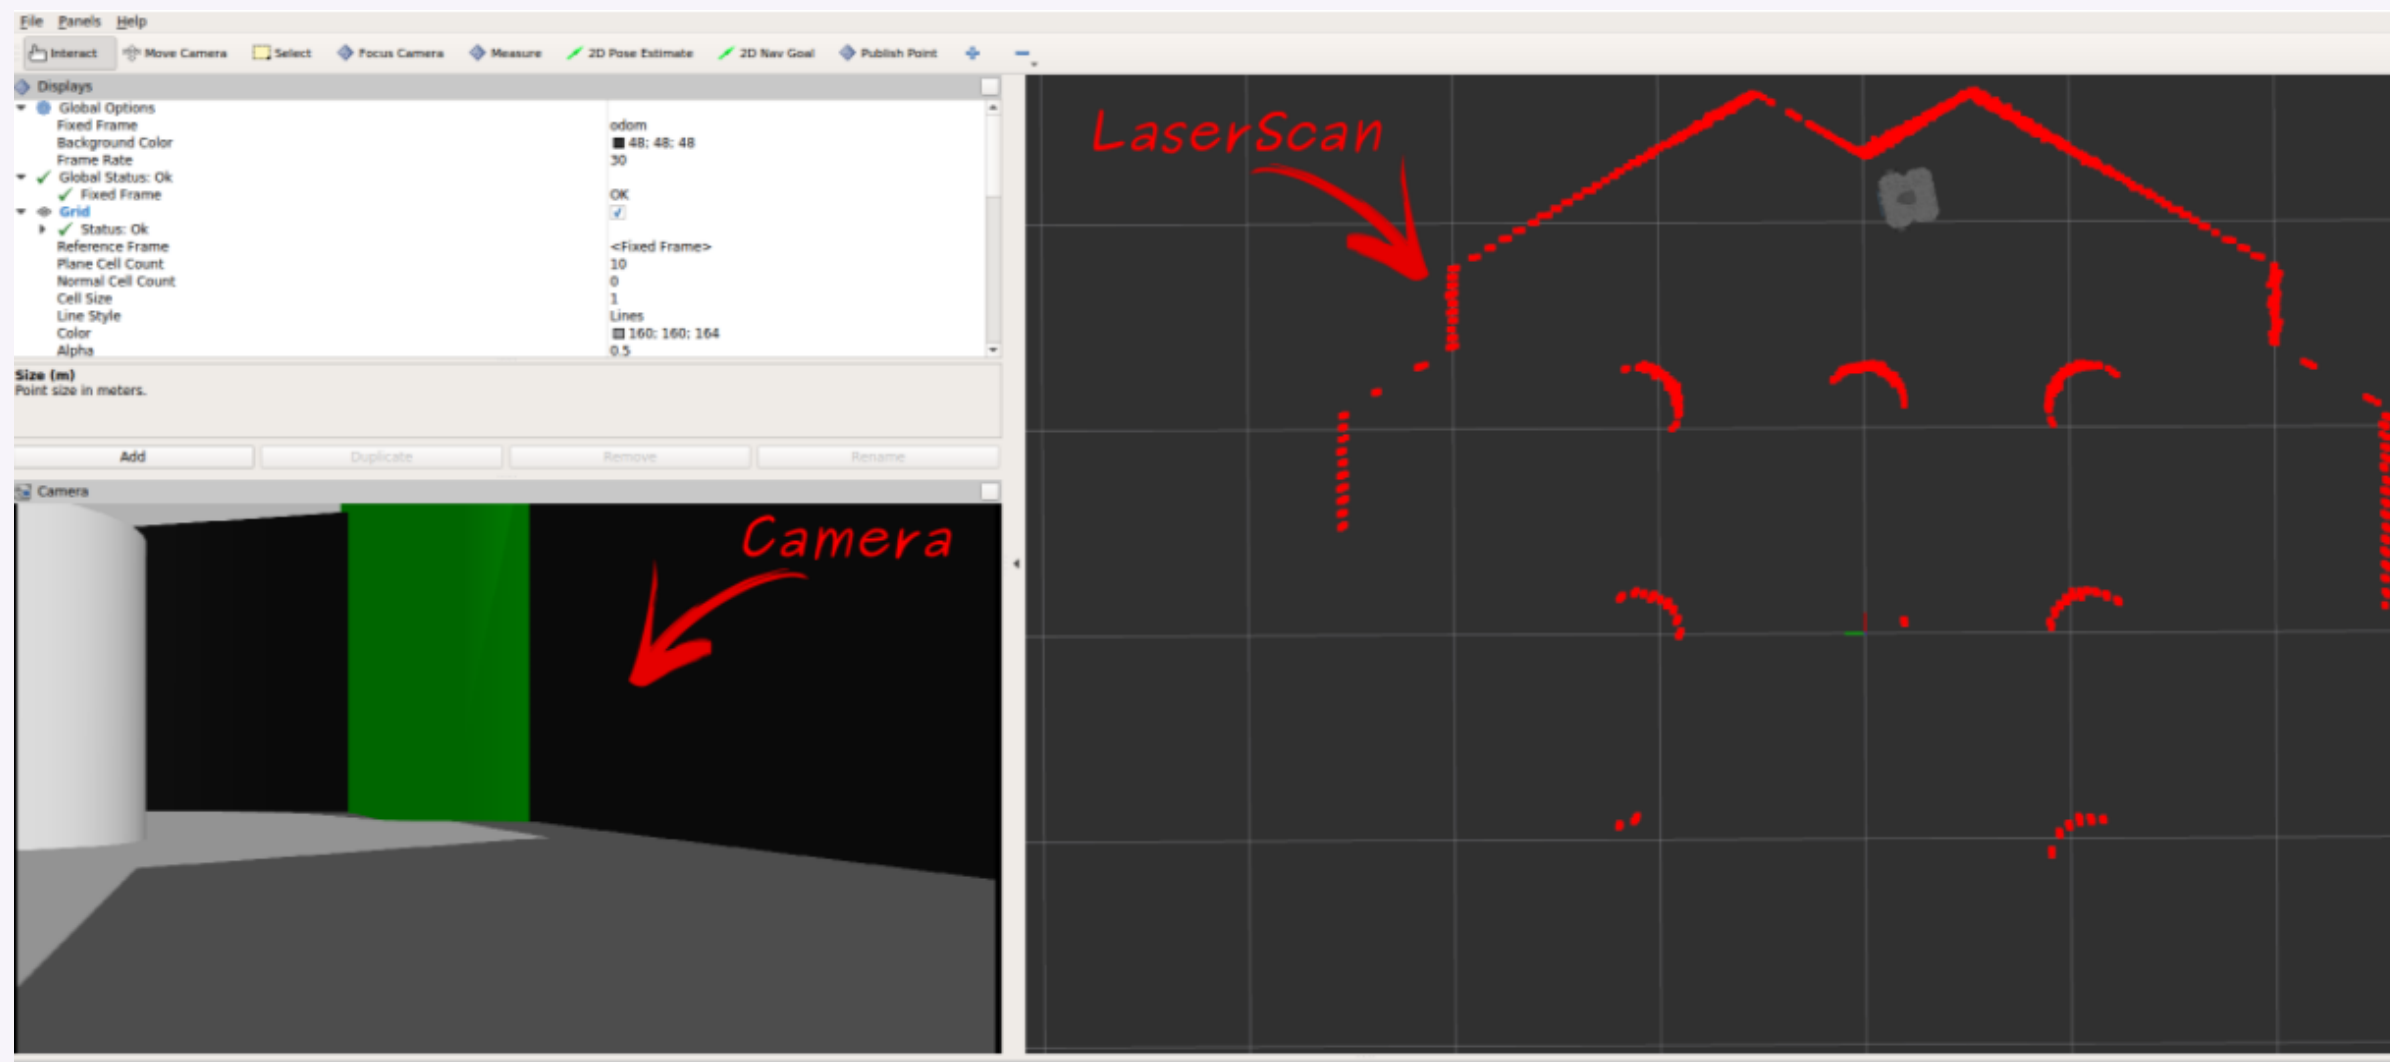 File Panels Help
Interact Move Camera Select Focus Camera Measure 2D Pose Estimate 2D Nav Goal Publish Point
Displays
Global Options
Fixed Frame odom
Background Color 48; 48; 48
Frame Rate 30
Global Status: Ok
Fixed Frame OK
Grid
Status: Ok
Reference Frame <Fixed Frame>
Plane Cell Count 10
Normal Cell Count 0
Cell Size 1
Line Style Lines
Color 160; 160; 164
Alpha 0.5
Size (m)
Point size in meters.
Add Duplicate Remove Rename
Camera
Camera
LaserScan